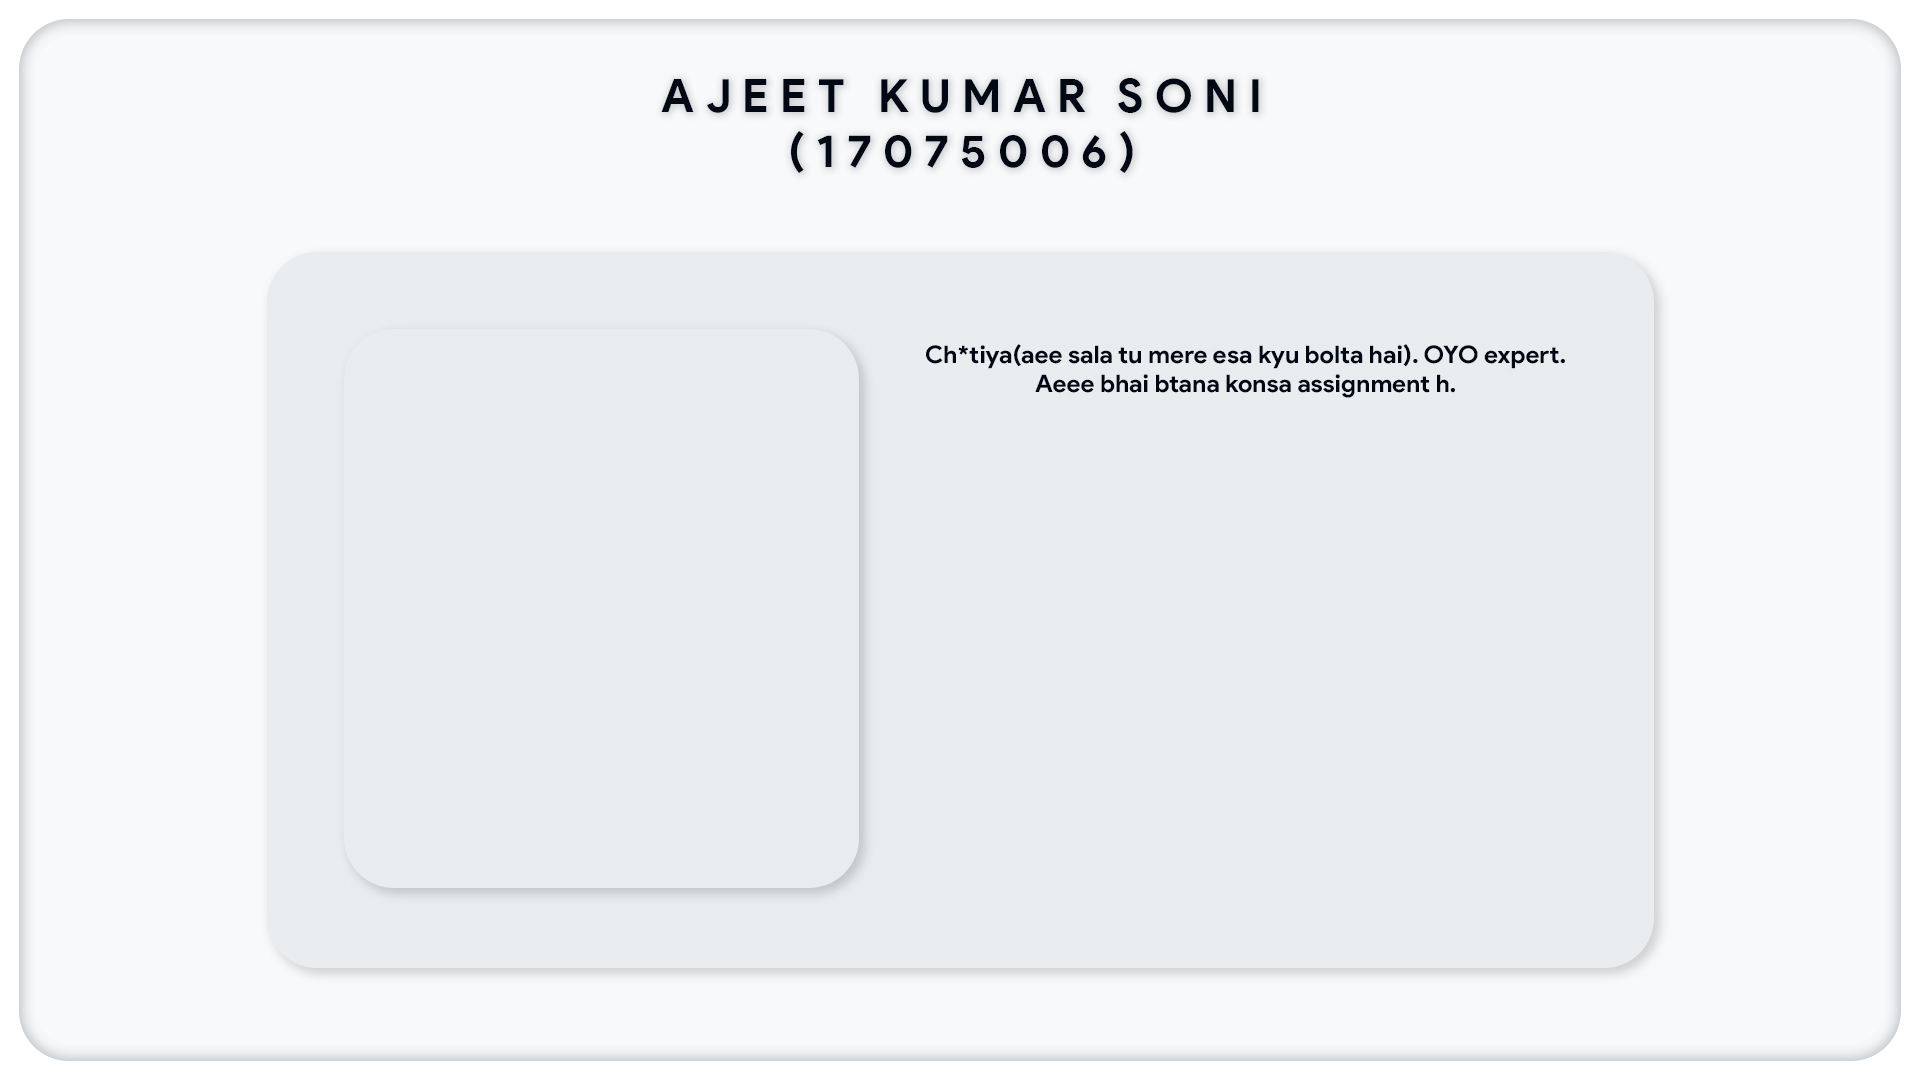 AJEET KUMAR SONI
(17075006)
Ch*tiya(aee sala tu mere esa kyu bolta hai). OYO expert.
Aeee bhai btana konsa assignment h.